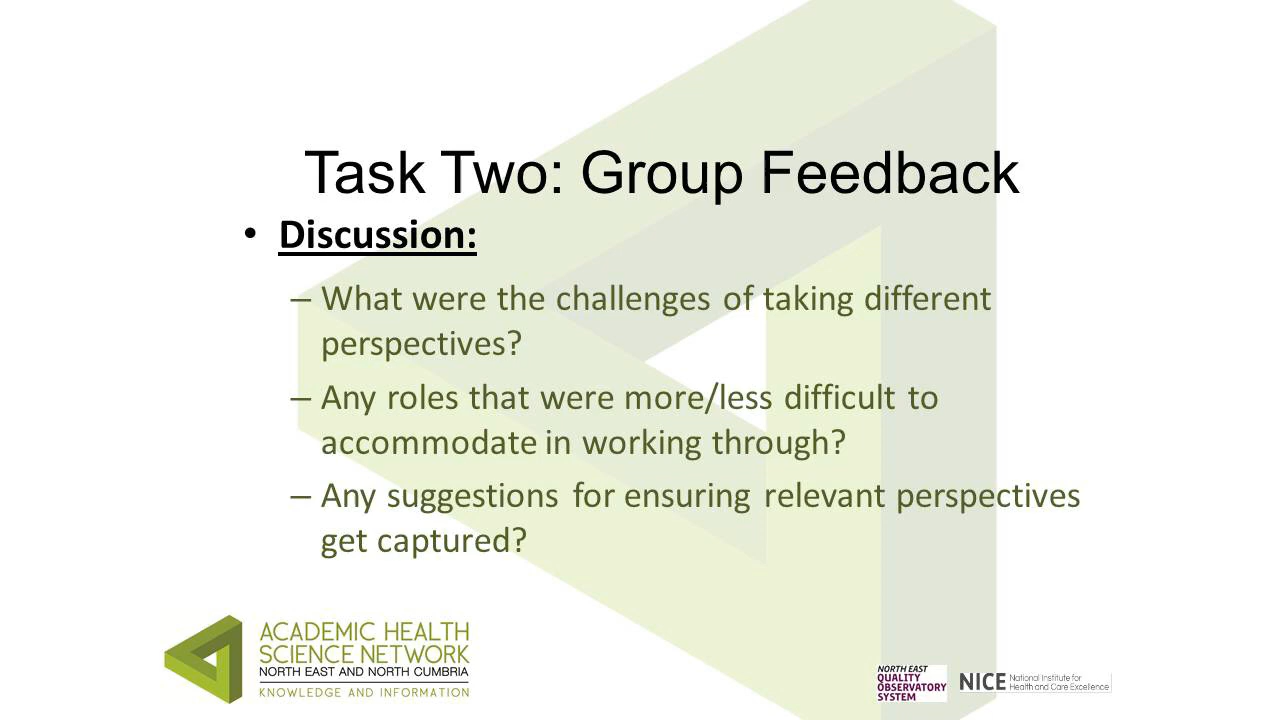 Task Two: Group Feedback
• Discussion:
– What were the challenges of taking different
perspectives?
– Any roles that were more/less difficult to
accommodate in working through?
– Any suggestions for ensuring relevant perspectives
get captured?
ACADEMIC HEALTH
SCIENCE NETWORK
NORTH EAST AND NORTH CUMBRIA
KNOWLEDGE AND INFORMATION
NORTH EAST
QUALITY
OBSERVATORY
SYSTEM
NICE National Institute for
Health and Care Excellence